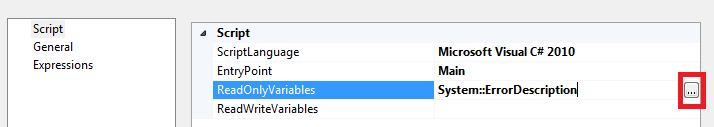 Script
General
Expressions
Script
ScriptLanguage Microsoft Visual C# 2010
EntryPoint Main
ReadOnlyVariables System::ErrorDescription ...
ReadWriteVariables